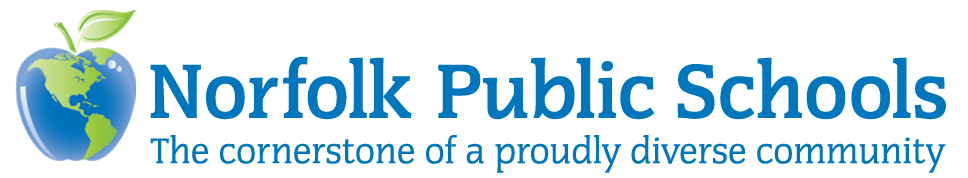 Norfolk Public Schools
The cornerstone of a proudly diverse community